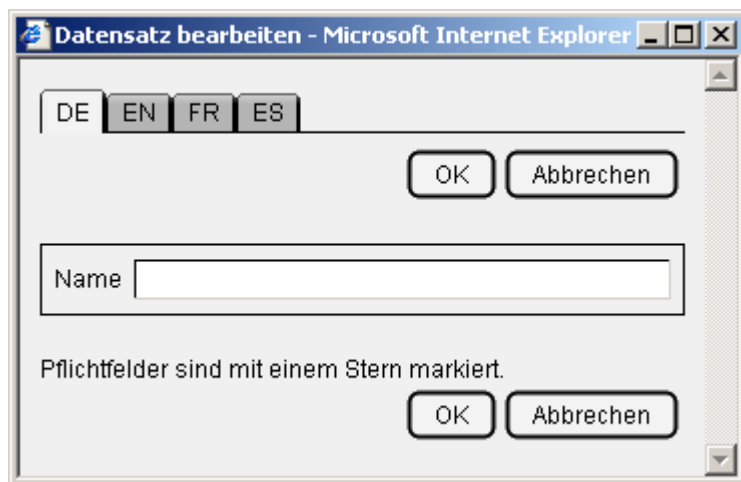 Datensatz bearbeiten - Microsoft Internet Explorer
DE EN FR ES
OK Abbrechen
Name
Pflichtfelder sind mit einem Stern markiert.
OK Abbrechen